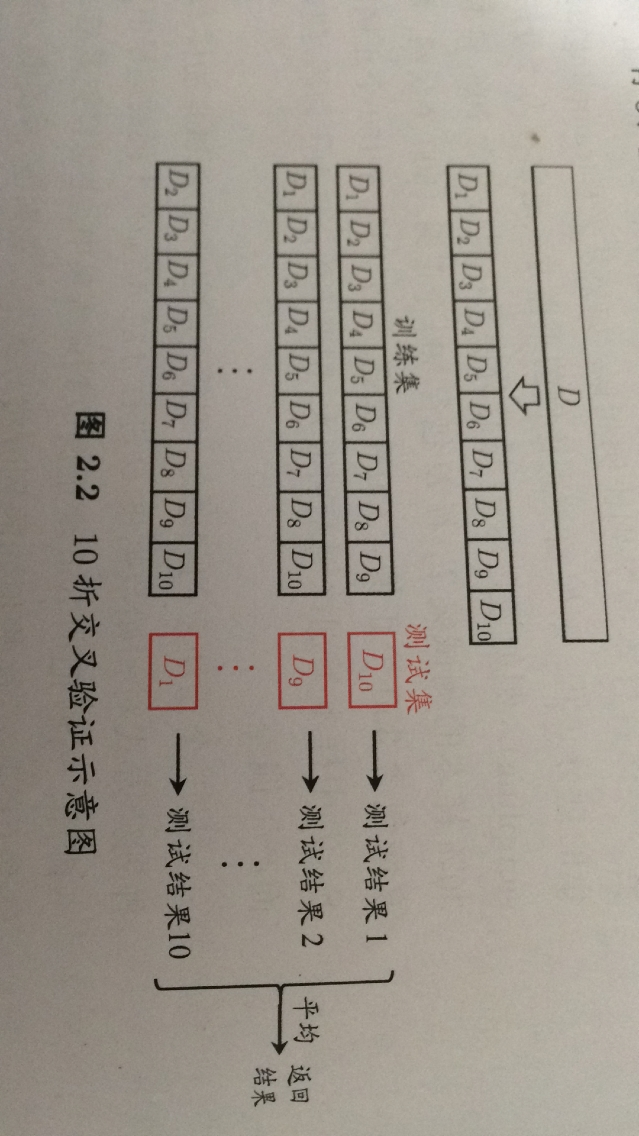 D
D₁ D₂ D₃ D₄ D₅ D₆ D₇ D₈ D₉ D₁₀
训练集 测试集
D₁ D₂ D₃ D₄ D₅ D₆ D₇ D₈ D₉ D₁₀ 测试结果1
D₁ D₂ D₃ D₄ D₅ D₆ D₇ D₈ D₁₀ D₉ 测试结果2
平均 返回
结果
D₂ D₃ D₄ D₅ D₆ D₇ D₈ D₉ D₁₀ D₁ 测试结果10
图 2.2 10折交叉验证示意图